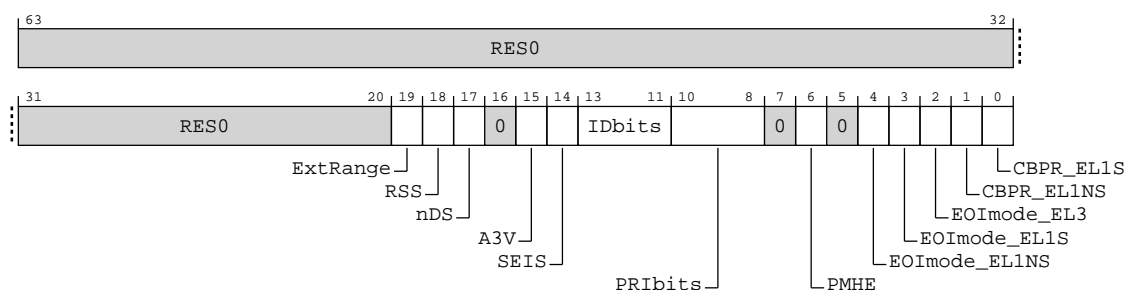 63 32
RES0
31 20 19 18 17 16 15 14 13 11 10 8 7 6 5 4 3 2 1 0
RES0 0 IDbits 0 0
ExtRange CBPR_EL1S
RSS CBPR_EL1NS
nDS EOImode_EL3
A3V EOImode_EL1S
SEIS EOImode_EL1NS
PRIbits PMHE